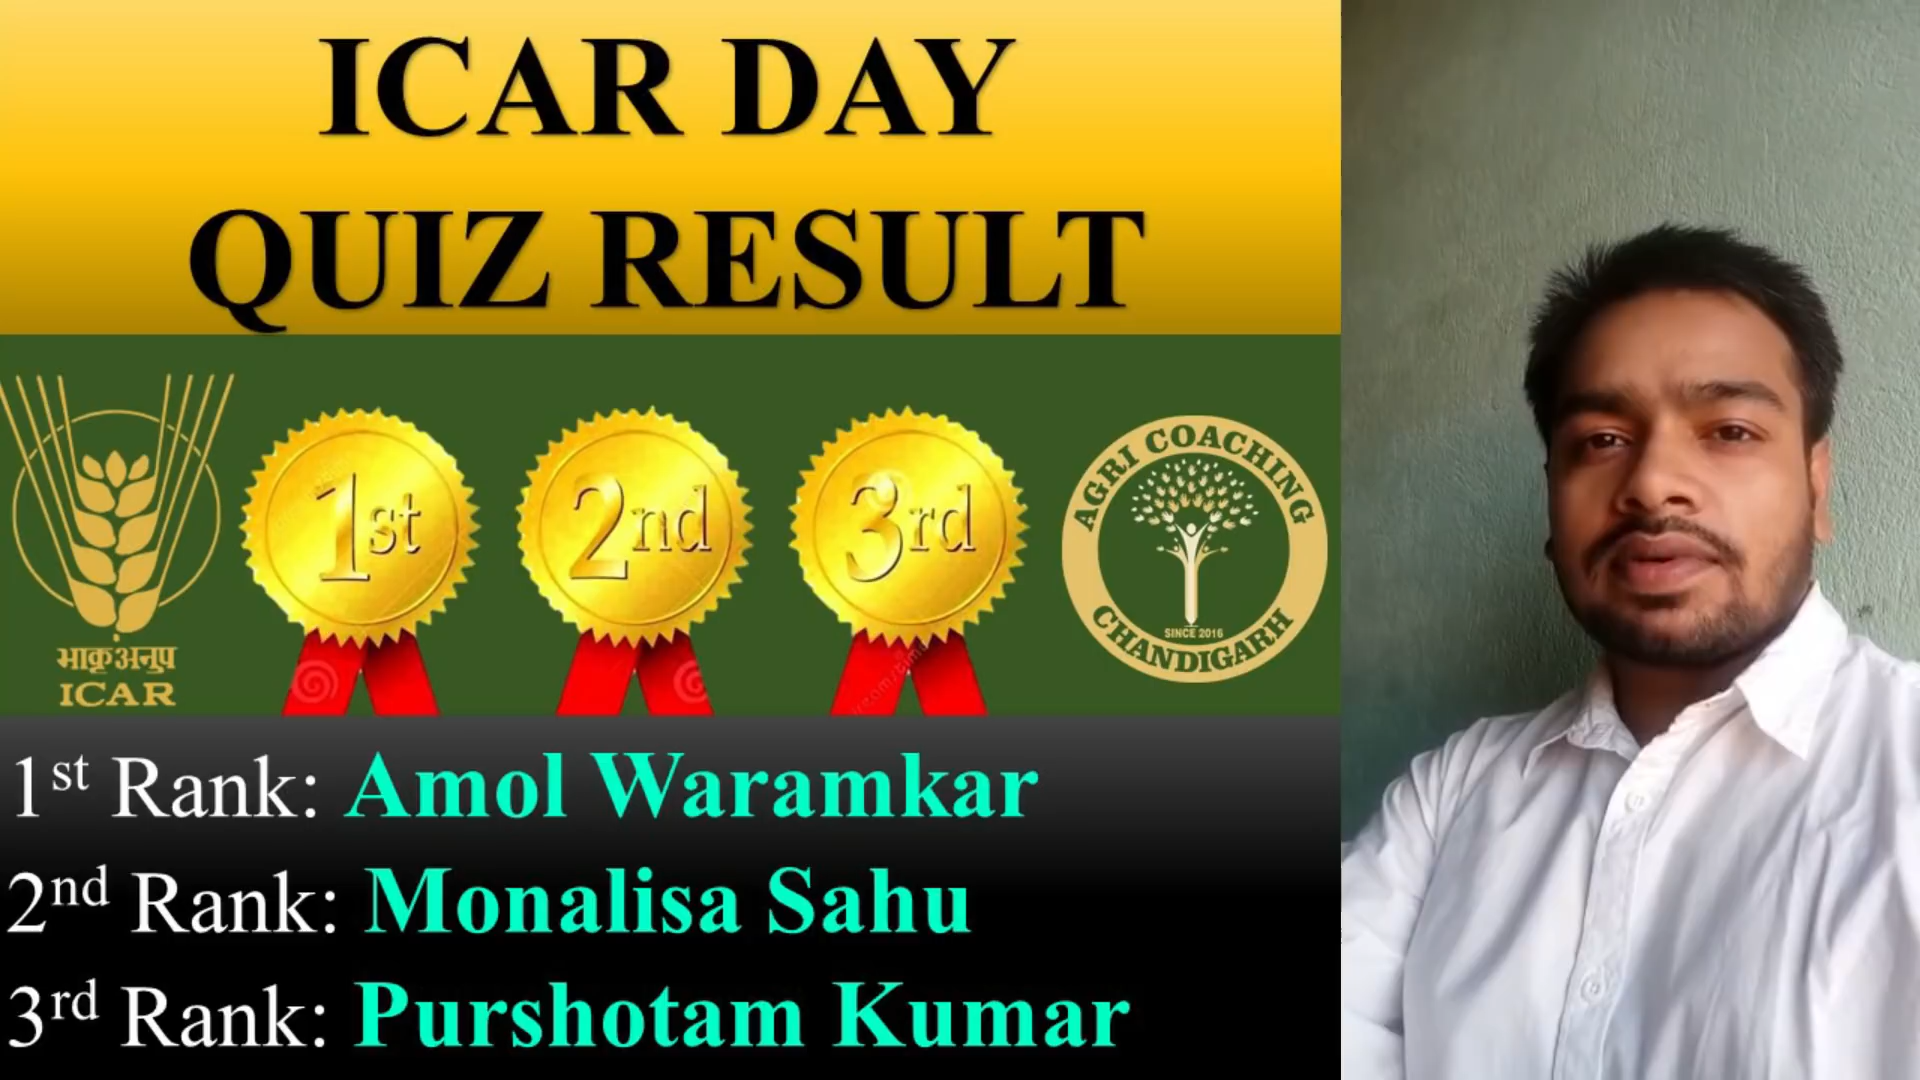 ICAR DAY
QUIZ RESULT
भाकृअनुप
ICAR
1st
2nd
3rd
AGRI COACHING
SINCE 2016
CHANDIGARH
1st Rank: Amol Waramkar
2nd Rank: Monalisa Sahu
3rd Rank: Purshotam Kumar